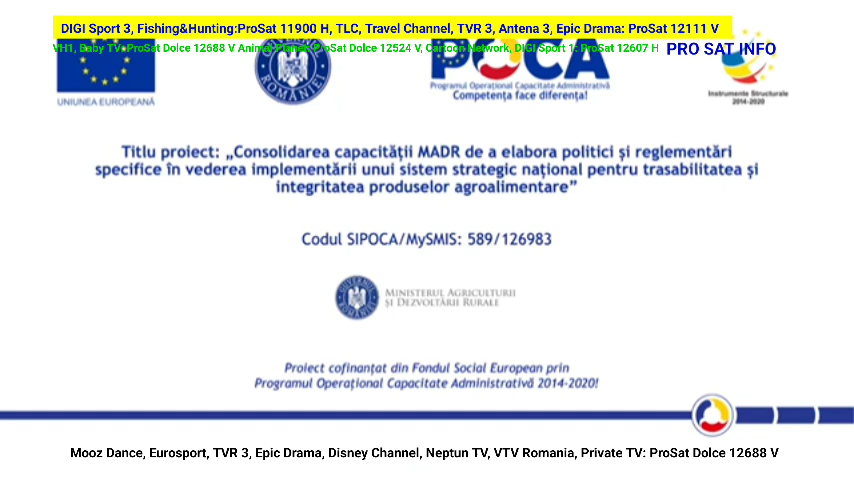 DIGI Sport 3, Fishing&Hunting:ProSat 11900 H, TLC, Travel Channel, TVR 3, Antena 3, Epic Drama: ProSat 12111 V
VH1, Baby TV:ProSat Dolce 12688 V Animal Planet:ProSat Dolce 12524 V, Cartoon Network, DIGI Sport 1: ProSat 12607 H
PRO SAT INFO
UNIUNEA EUROPEANĂ
ROMÂNIEI
POCA
Programul Operațional Capacitate Administrativă
Competența face diferența!
Instrumente Structurale
2014-2020
Titlu proiect: „Consolidarea capacității MADR de a elabora politici și reglementări
specifice în vederea implementării unui sistem strategic național pentru trasabilitatea și
integritatea produselor agroalimentare”
Codul SIPOCA/MySMIS: 589/126983
GUVERNUL ROMÂNIEI
MINISTERUL AGRICULTURII
ȘI DEZVOLTĂRII RURALE
Proiect cofinanțat din Fondul Social European prin
Programul Operațional Capacitate Administrativă 2014-2020!
Mooz Dance, Eurosport, TVR 3, Epic Drama, Disney Channel, Neptun TV, VTV Romania, Private TV: ProSat Dolce 12688 V